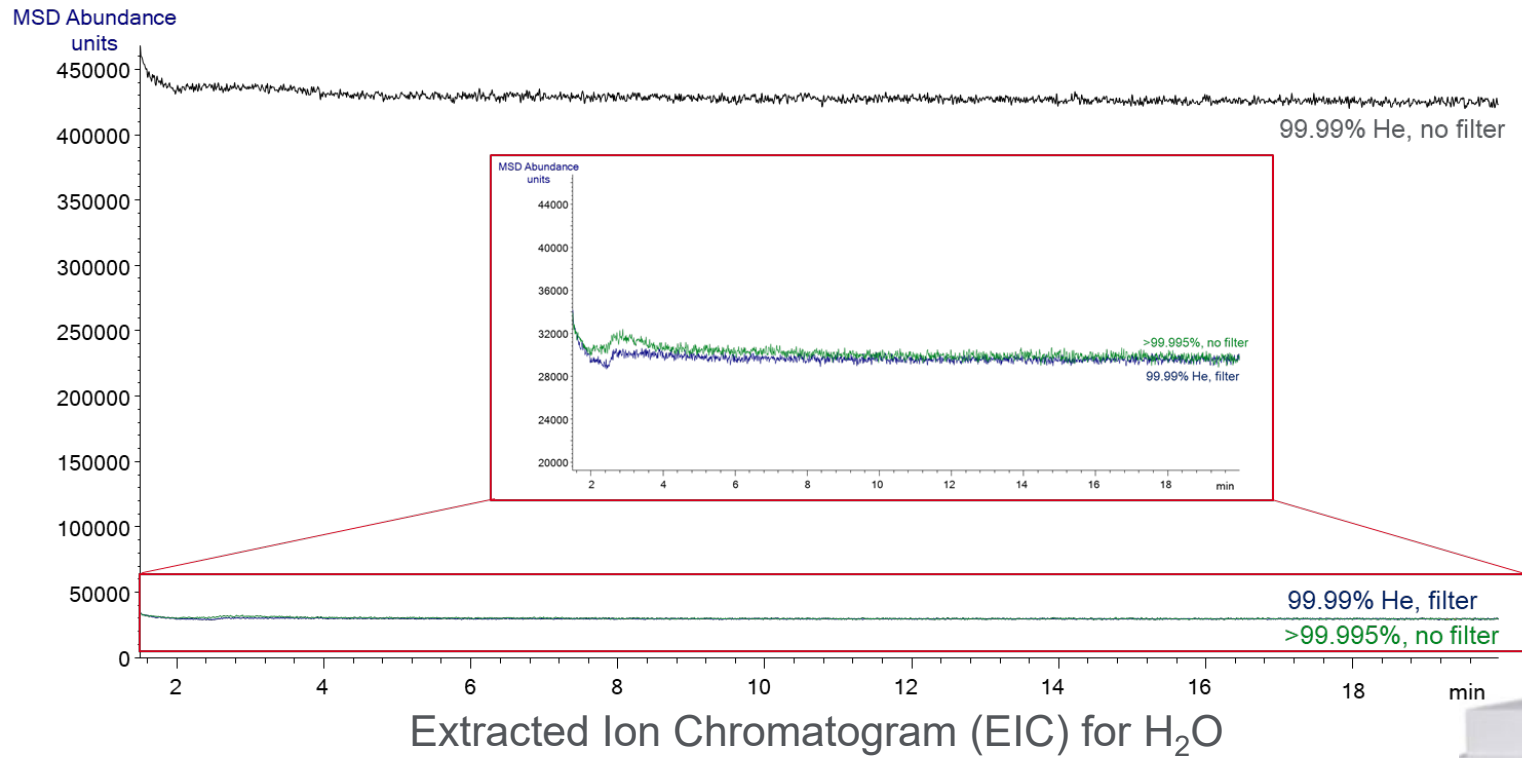 MSD Abundance
units
450000
400000
350000
300000
250000
200000
150000
100000
50000
0
99.99% He, no filter
MSD Abundance
units
44000
40000
36000
32000
28000
24000
20000
>99.995%, no filter
99.99% He, filter
2 4 6 8 10 12 14 16 18 min
99.99% He, filter
>99.995%, no filter
2 4 6 8 10 12 14 16 18 min
Extracted Ion Chromatogram (EIC) for H₂O